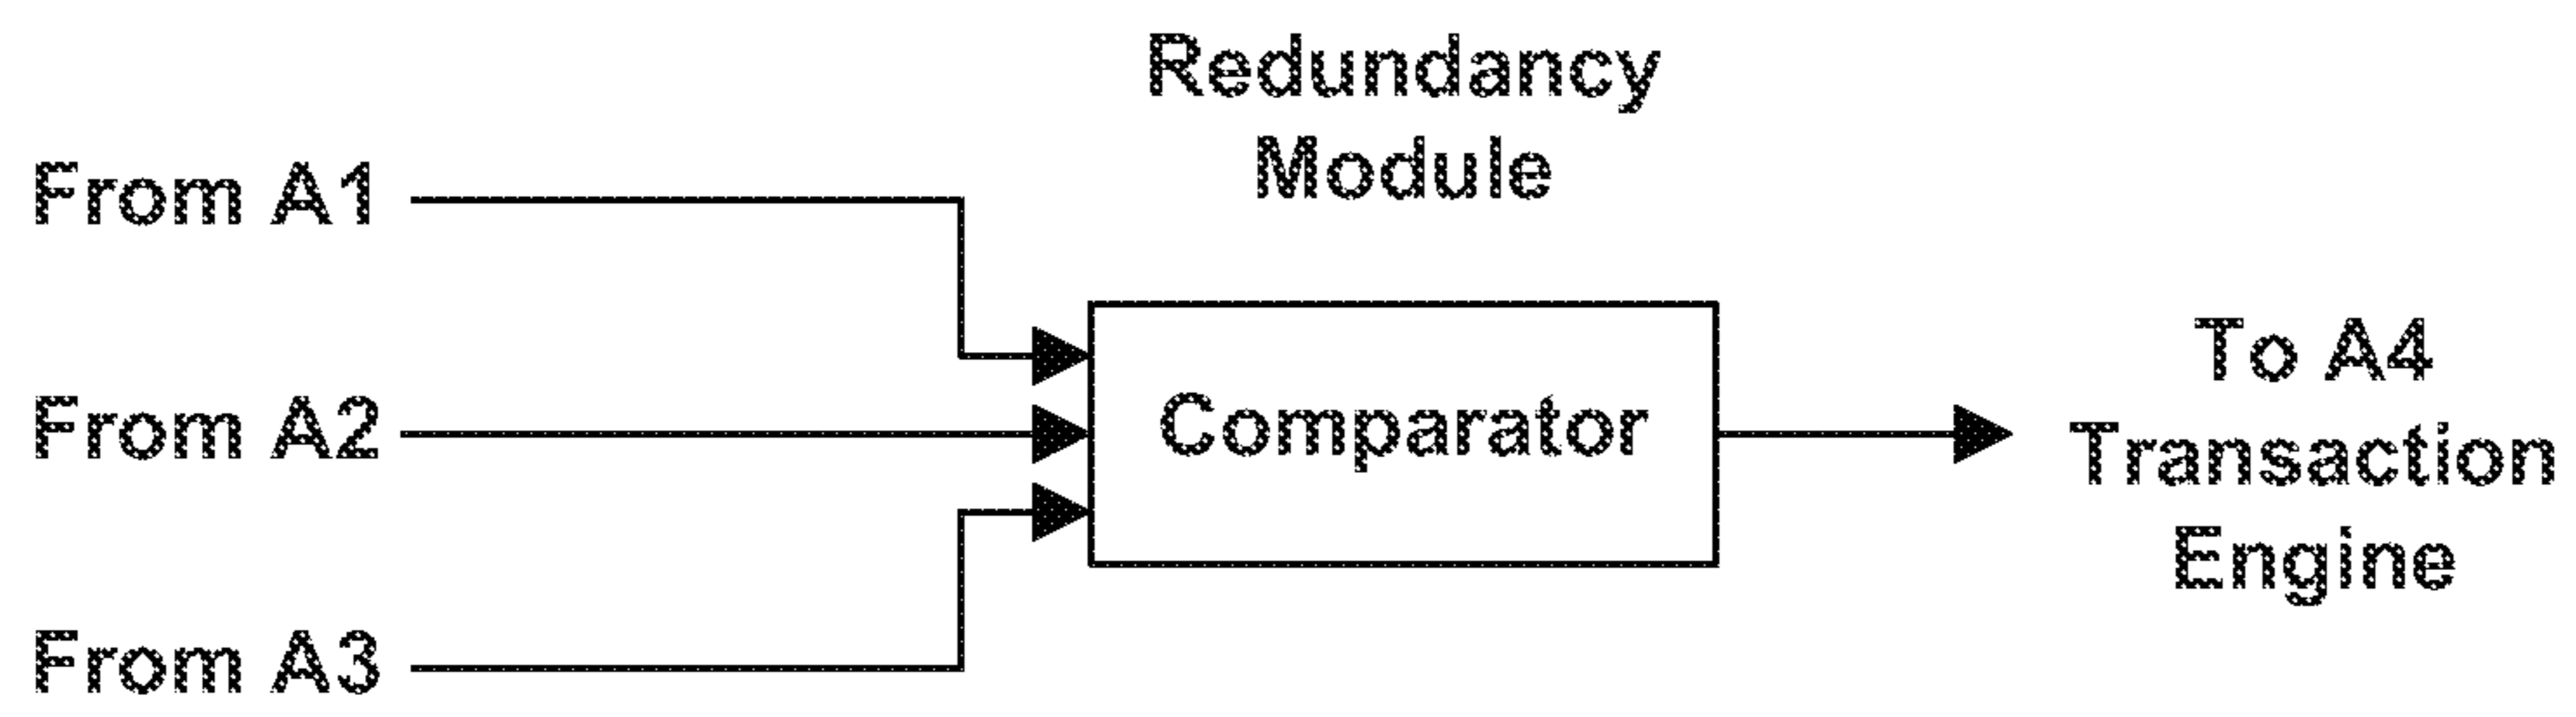 Redundancy
Module
From A1
From A2
From A3
Comparator
To A4
Transaction
Engine